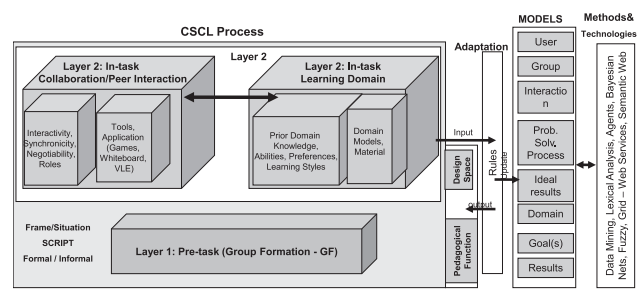 CSCL Process
Layer 2
Layer 2: In-task
Collaboration/Peer Interaction
Interactivity,
Synchronicity,
Negotiability,
Roles
Tools,
Application
(Games,
Whiteboard,
VLE)
Layer 2: In-task
Learning Domain
Prior Domain
Knowledge,
Abilities, Preferences,
Learning Styles
Domain
Models,
Material
Frame/Situation
SCRIPT
Formal / Informal
Layer 1: Pre-task (Group Formation - GF)
Design
Space
Pedagogical
Function
Adaptation
Input
output
Rules
Update
MODELS
User
Group
Interactio
n
Prob.
Solv.
Process
Ideal
results
Domain
Goal(s)
Results
Methods&
Technologies
Data Mining, Lexical Analysis, Agents, Bayesian
Nets, Fuzzy, Grid – Web Services, Semantic Web